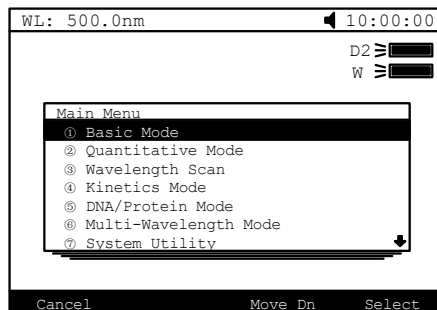 WL: 500.0nm 10:00:00
D2
W
Main Menu
① Basic Mode
② Quantitative Mode
③ Wavelength Scan
④ Kinetics Mode
⑤ DNA/Protein Mode
⑥ Multi-Wavelength Mode
⑦ System Utility
Cancel Move Dn Select